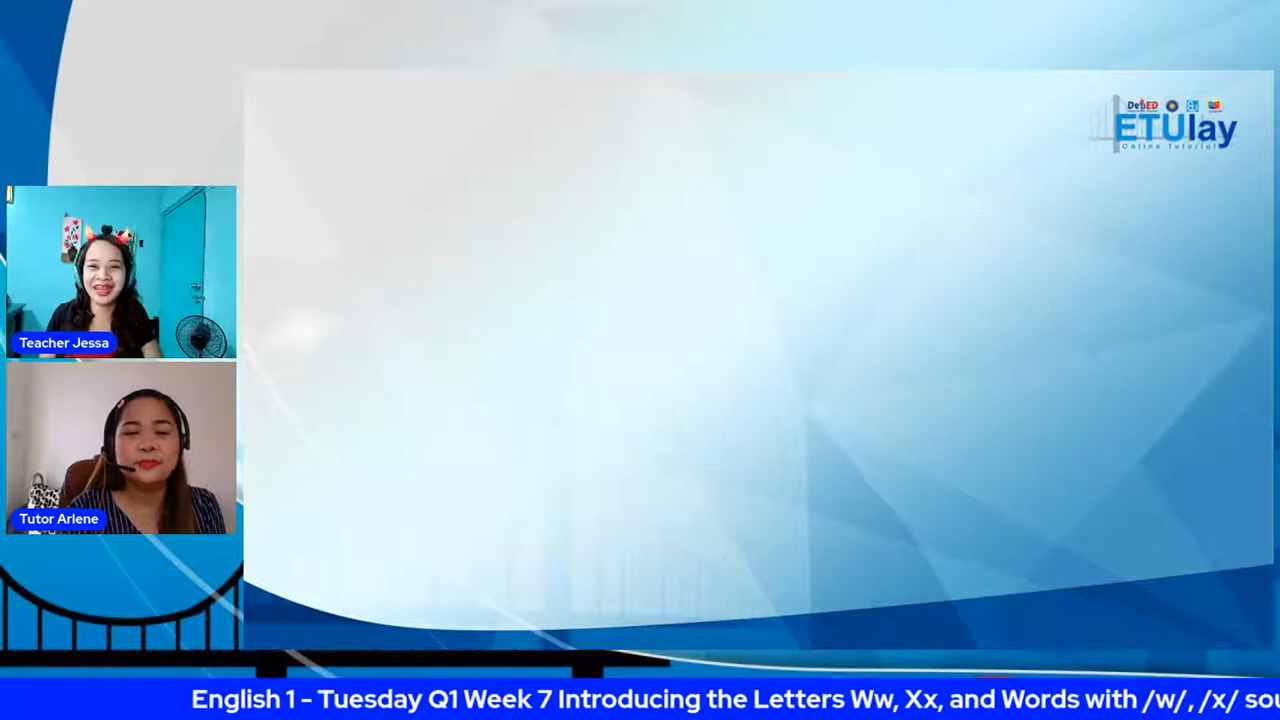 DepED
ETUlay
Online Tutorial
Teacher Jessa
Tutor Arlene
English 1 - Tuesday Q1 Week 7 Introducing the Letters Ww, Xx, and Words with /w/, /x/ sou